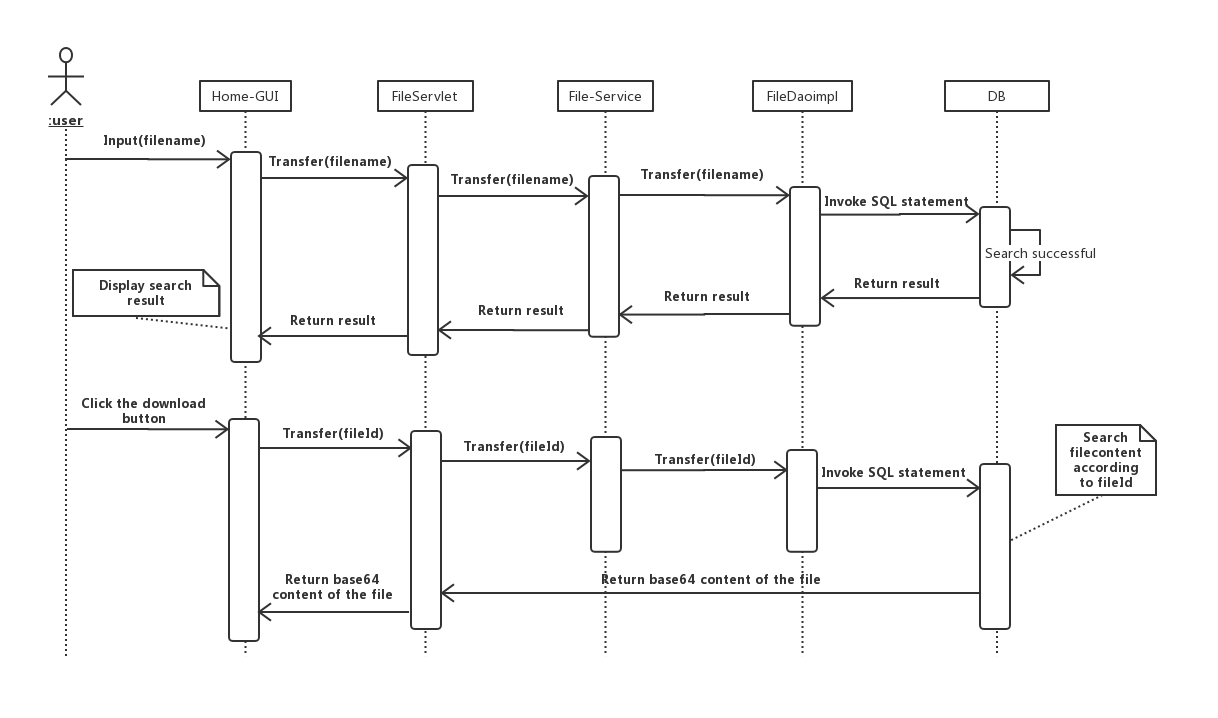 Home-GUI
FileServlet
File-Service
FileDaoimpl
DB
:user
Input(filename)
Transfer(filename)
Transfer(filename)
Transfer(filename)
Invoke SQL statement
Search successful
Display search
result
Return result
Return result
Return result
Return result
Click the download
button
Transfer(fileId)
Transfer(fileId)
Transfer(fileId)
Invoke SQL statement
Search
filecontent
according
to fileId
Return base64
content of the file
Return base64 content of the file